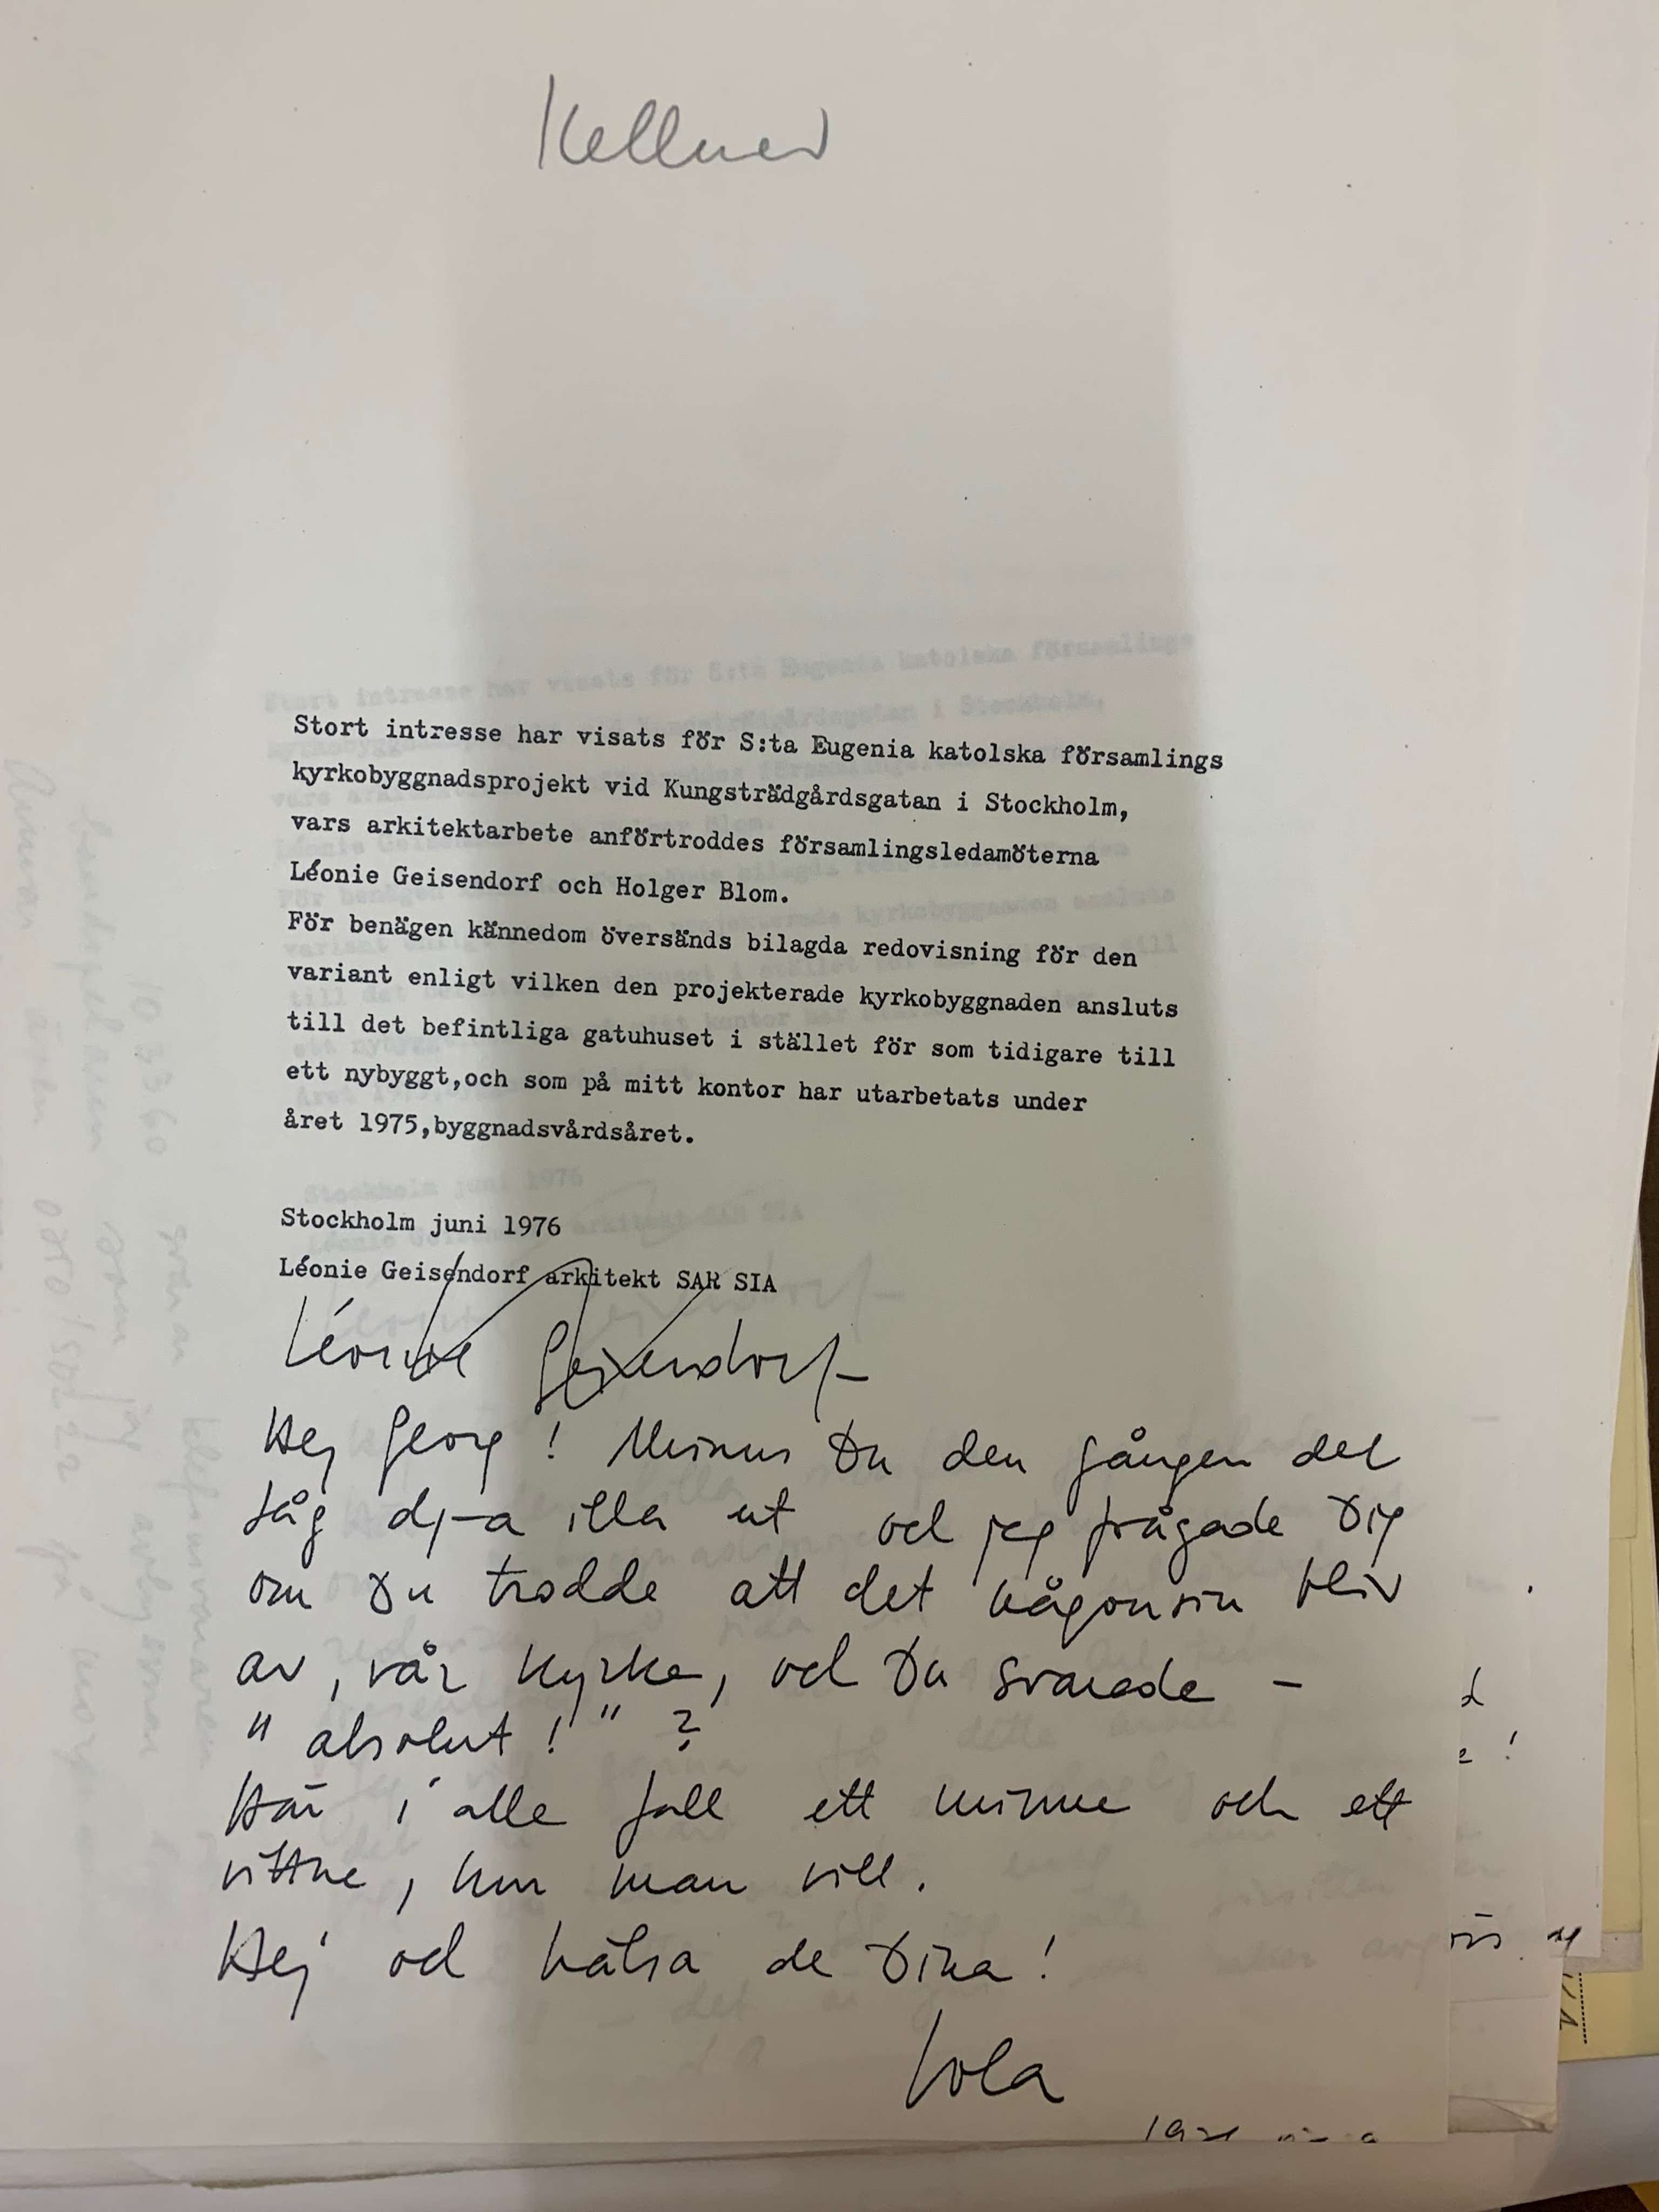 Kellner
Stort intresse har visats för S:ta Eugenia katolska församlings
kyrkobyggnadsprojekt vid Kungsträdgårdsgatan i Stockholm,
vars arkitektarbete anförtroddes församlingsledamöterna
Léonie Geisendorf och Holger Blom.
För benägen kännedom översänds bilagda redovisning för den
variant enligt vilken den projekterade kyrkobyggnaden ansluts
till det befintliga gatuhuset i stället för som tidigare till
ett nybyggt,och som på mitt kontor har utarbetats under
året 1975,byggnadsvårdsåret.
Stockholm juni 1976
Léonie Geisendorf arkitekt SAR SIA
Léonie Geisendorf
Hej Georg ! Minns Du den gången det
såg illa ut och jag frågade Dig
om Du trodde att det någonsin bliv
av, vår kyrka, och Du svarade -
"absolut!" ?
Här i alla fall ett minne och ett
vittne, hur man vill.
Hej och hälsa de Dina!
Lola